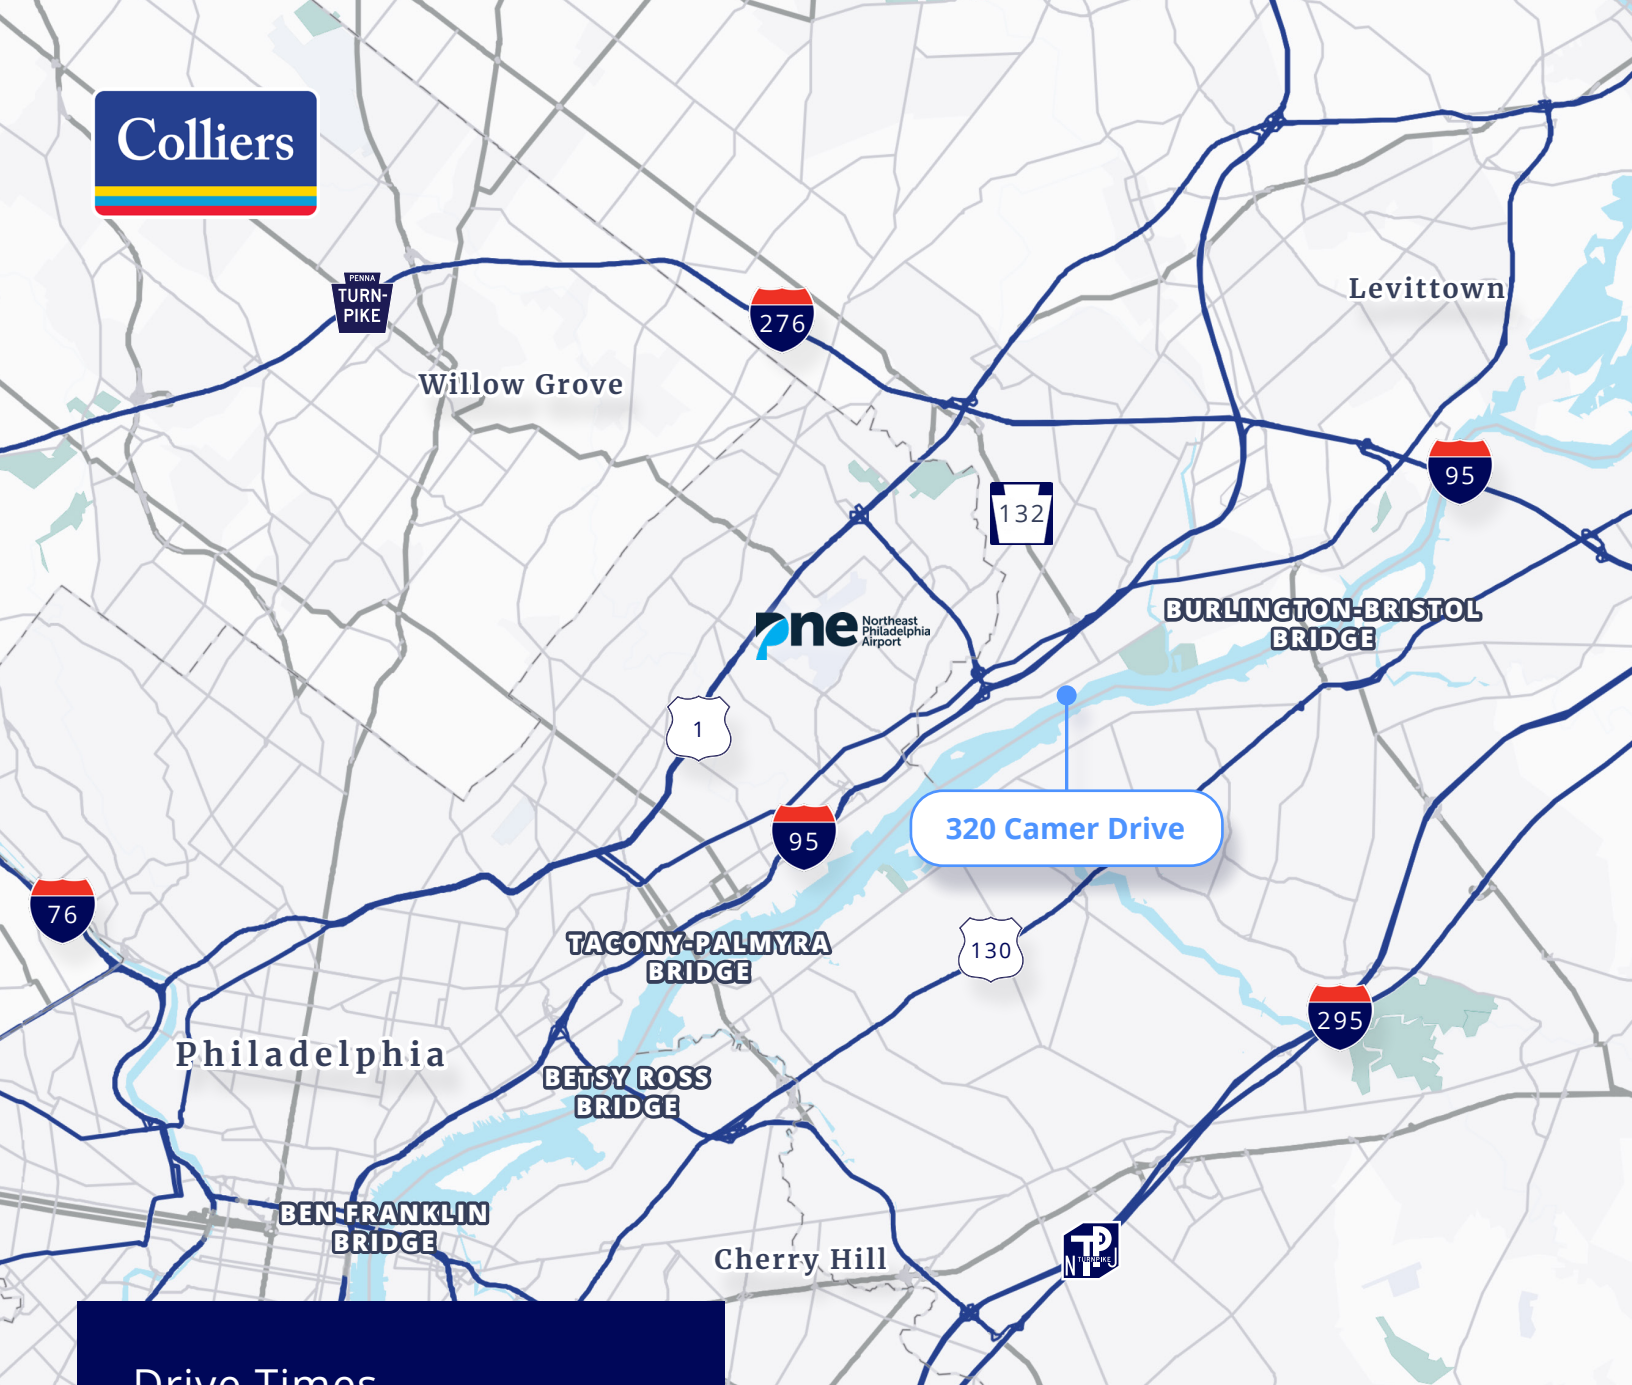 Colliers
PENNA
TURN-
PIKE
276
Levittown
Willow Grove
95
132
BURLINGTON-BRISTOL
BRIDGE
pne Northeast
Philadelphia
Airport
1
320 Camer Drive
95
76
TACONY-PALMYRA
BRIDGE
130
295
Philadelphia
BETSY ROSS
BRIDGE
BEN FRANKLIN
BRIDGE
Cherry Hill
TP
N TURNPIKE J
Drive Times